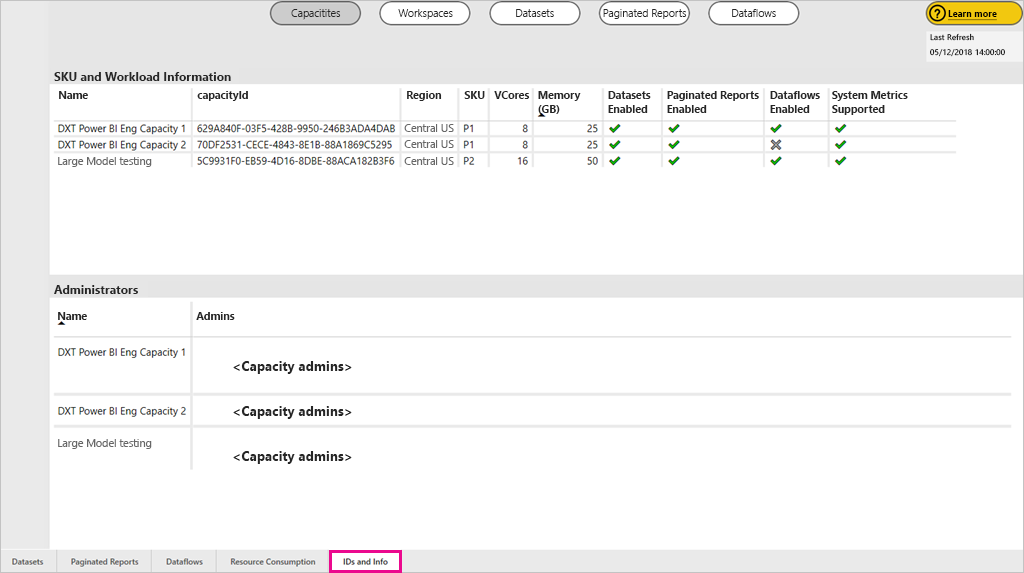 Capacitites Workspaces Datasets Paginated Reports Dataflows ? Learn more
Last Refresh
05/12/2018 14:00:00
SKU and Workload Information
Name capacityId Region SKU VCores Memory (GB) Datasets Enabled Paginated Reports Enabled Dataflows Enabled System Metrics Supported
DXT Power BI Eng Capacity 1 629A840F-03F5-428B-9950-246B3ADA4DAB Central US P1 8 25
DXT Power BI Eng Capacity 2 70DF2531-CECE-4843-8E1B-88A1869C5295 Central US P1 8 25
Large Model testing 5C9931F0-EB59-4D16-8DBE-88ACA182B3F6 Central US P2 16 50
Administrators
Name Admins
DXT Power BI Eng Capacity 1
<Capacity admins>
DXT Power BI Eng Capacity 2 <Capacity admins>
Large Model testing
<Capacity admins>
Datasets Paginated Reports Dataflows Resource Consumption IDs and Info